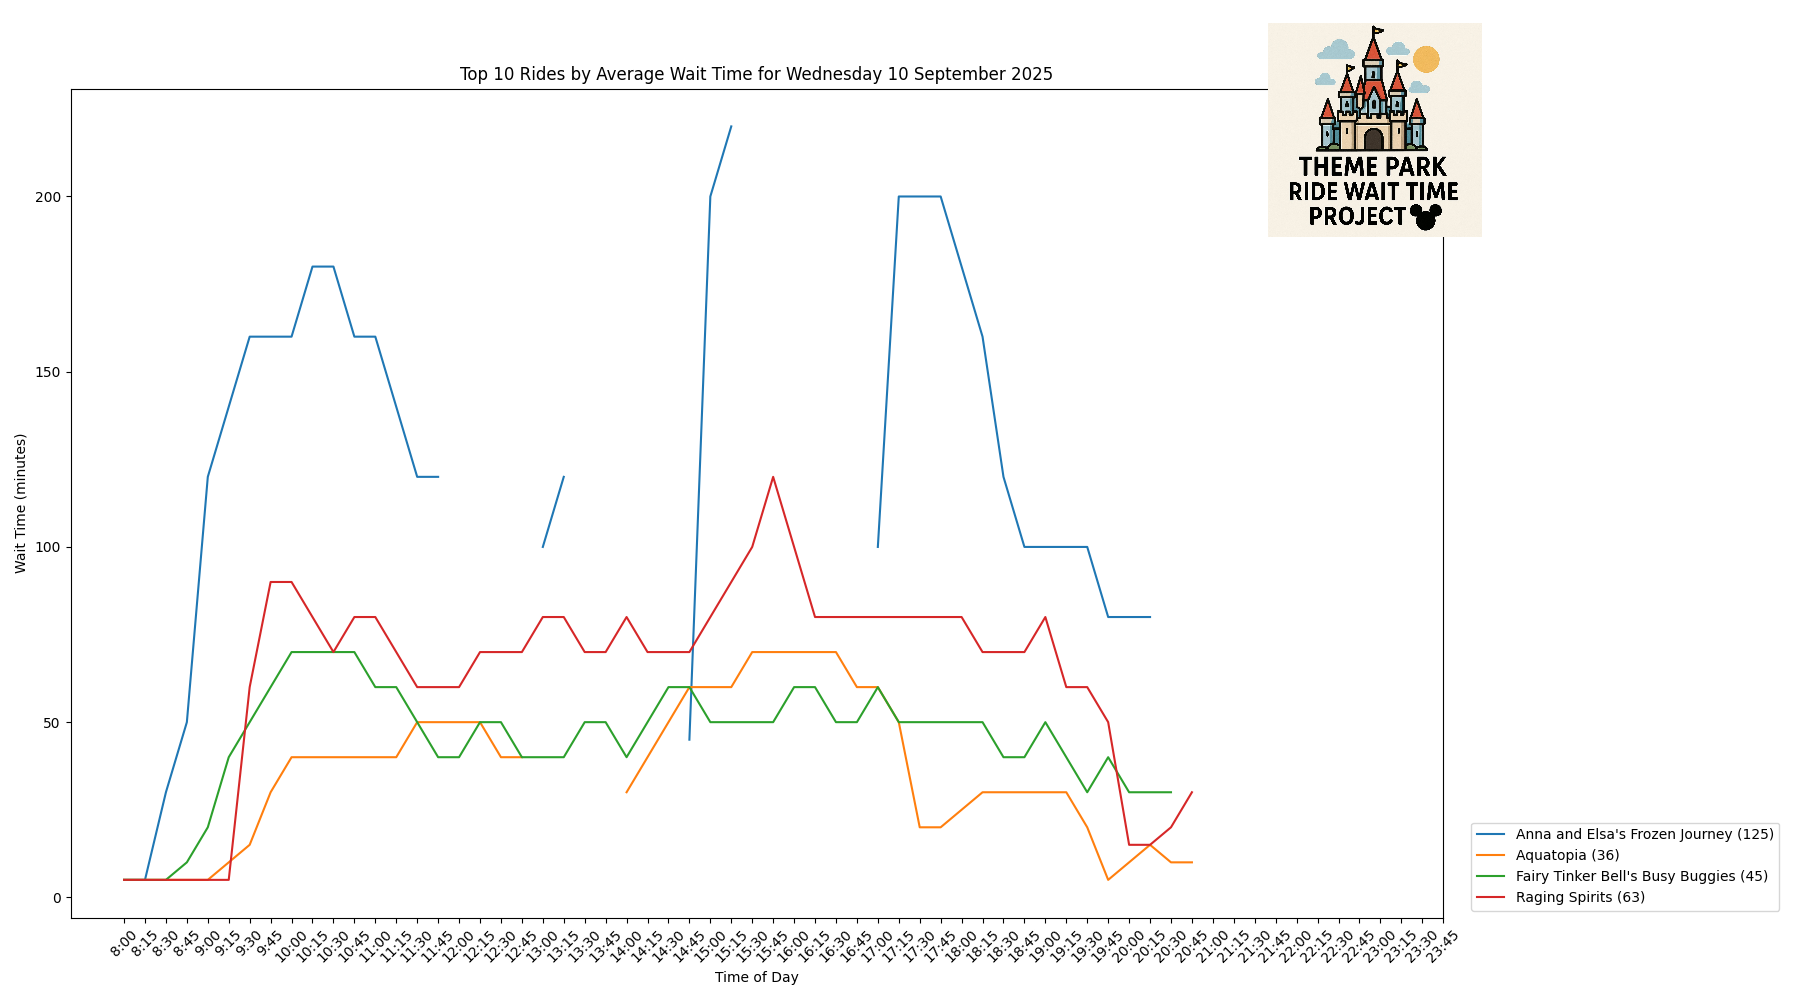 THEME PARK
RIDE WAIT TIME
PROJECT
Top 10 Rides by Average Wait Time for Wednesday 10 September 2025
Wait Time (minutes)
200
150
100
50
0
8:00 8:15 8:30 8:45 9:00 9:15 9:30 9:45 10:00 10:15 10:30 10:45 11:00 11:15 11:30 11:45 12:00 12:15 12:30 12:45 13:00 13:15 13:30 13:45 14:00 14:15 14:30 14:45 15:00 15:15 15:30 15:45 16:00 16:15 16:30 16:45 17:00 17:15 17:30 17:45 18:00 18:15 18:30 18:45 19:00 19:15 19:30 19:45 20:00 20:15 20:30 20:45 21:00 21:15 21:30 21:45 22:00 22:15 22:30 22:45 23:00 23:15 23:30 23:45
Time of Day
Anna and Elsa's Frozen Journey (125)
Aquatopia (36)
Fairy Tinker Bell's Busy Buggies (45)
Raging Spirits (63)